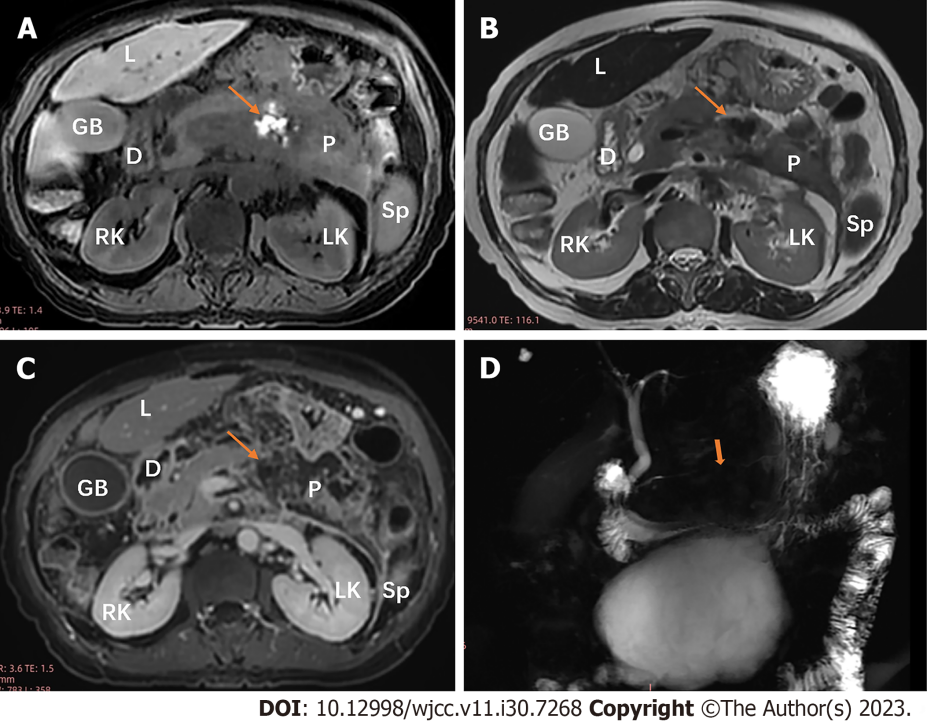 A
L
GB
D
P
RK
LK
Sp
3.9 TE: 1.4
B
L
GB
D
P
RK
LK
Sp
9541.0 TE: 116.1
C
L
D
GB
P
RK
LK
Sp
R: 3.6 TE: 1.5
mm
D
DOI: 10.12998/wjcc.v11.i30.7268 Copyright ©The Author(s) 2023.